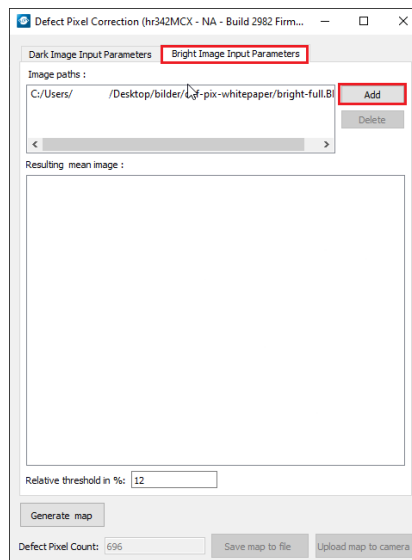 Defect Pixel Correction (hr342MCX - NA - Build 2982 Firm...
Dark Image Input Parameters
Bright Image Input Parameters
Image paths :
C:/Users/ /Desktop/bilder/def-pix-whitepaper/bright-full.BI
Add
Delete
Resulting mean image :
Relative threshold in %: 12
Generate map
Defect Pixel Count: 696
Save map to file
Upload map to camera